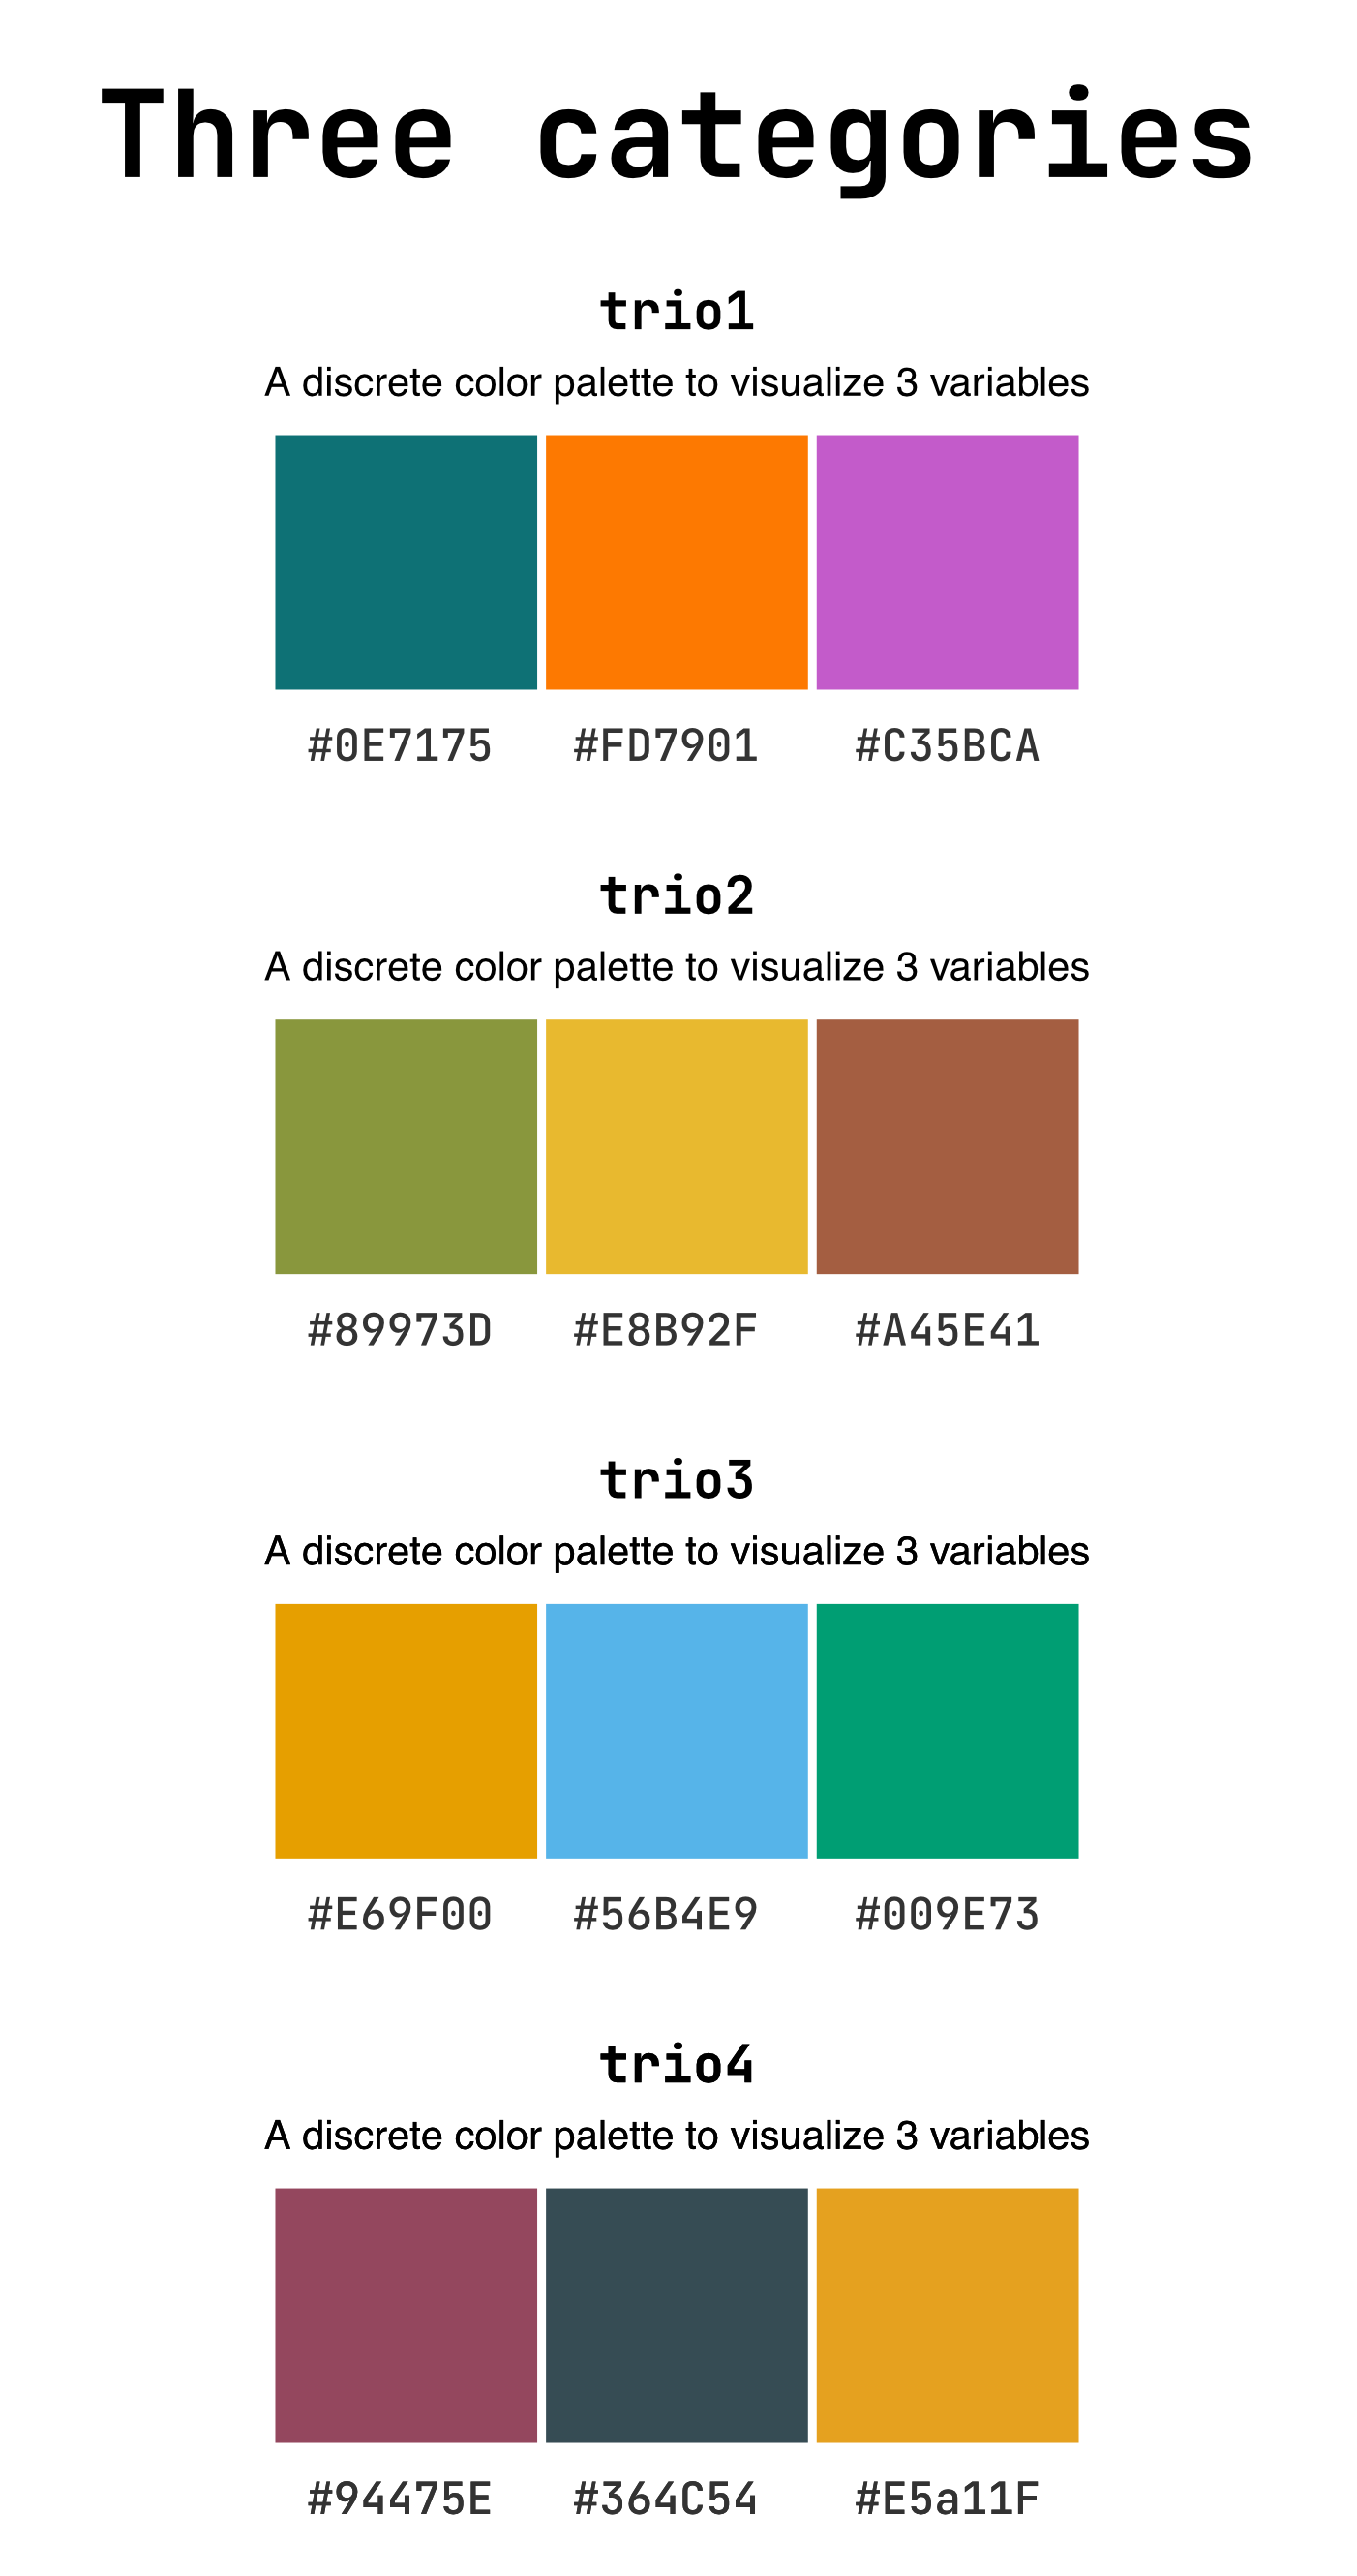 Three categories
trio1
A discrete color palette to visualize 3 variables
#0E7175 #FD7901 #C35BCA
trio2
A discrete color palette to visualize 3 variables
#89973D #E8B92F #A45E41
trio3
A discrete color palette to visualize 3 variables
#E69F00 #56B4E9 #009E73
trio4
A discrete color palette to visualize 3 variables
#94475E #364C54 #E5a11F